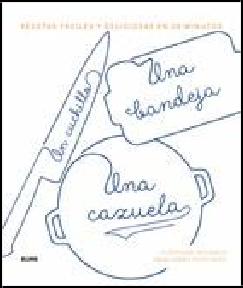 RECETAS FÁCILES Y DELICIOSAS EN 30 MINUTOS
Un cuchillo
Una
bandeja
Una
cazuela
BLUME